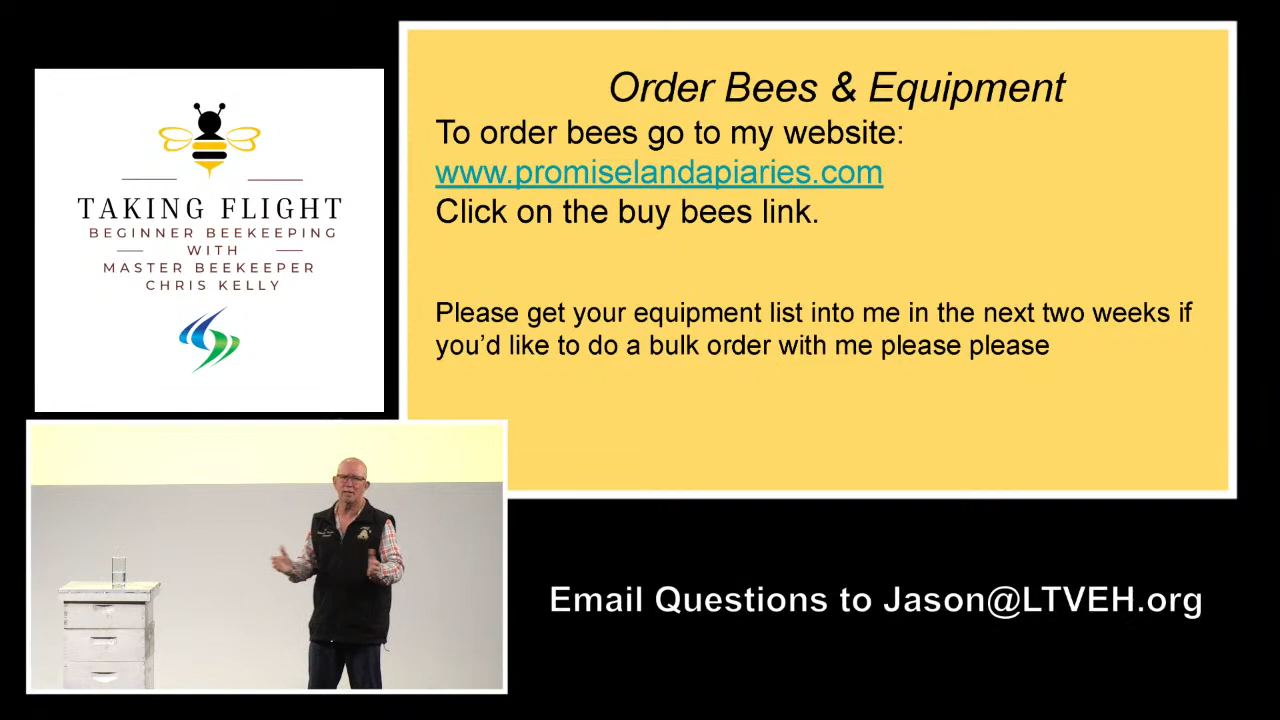 TAKING FLIGHT
BEGINNER BEEKEEPING
WITH
MASTER BEEKEEPER
CHRIS KELLY
Order Bees & Equipment
To order bees go to my website:
www.promiselandapiaries.com
Click on the buy bees link.
Please get your equipment list into me in the next two weeks if
you’d like to do a bulk order with me please please
Email Questions to Jason@LTVEH.org